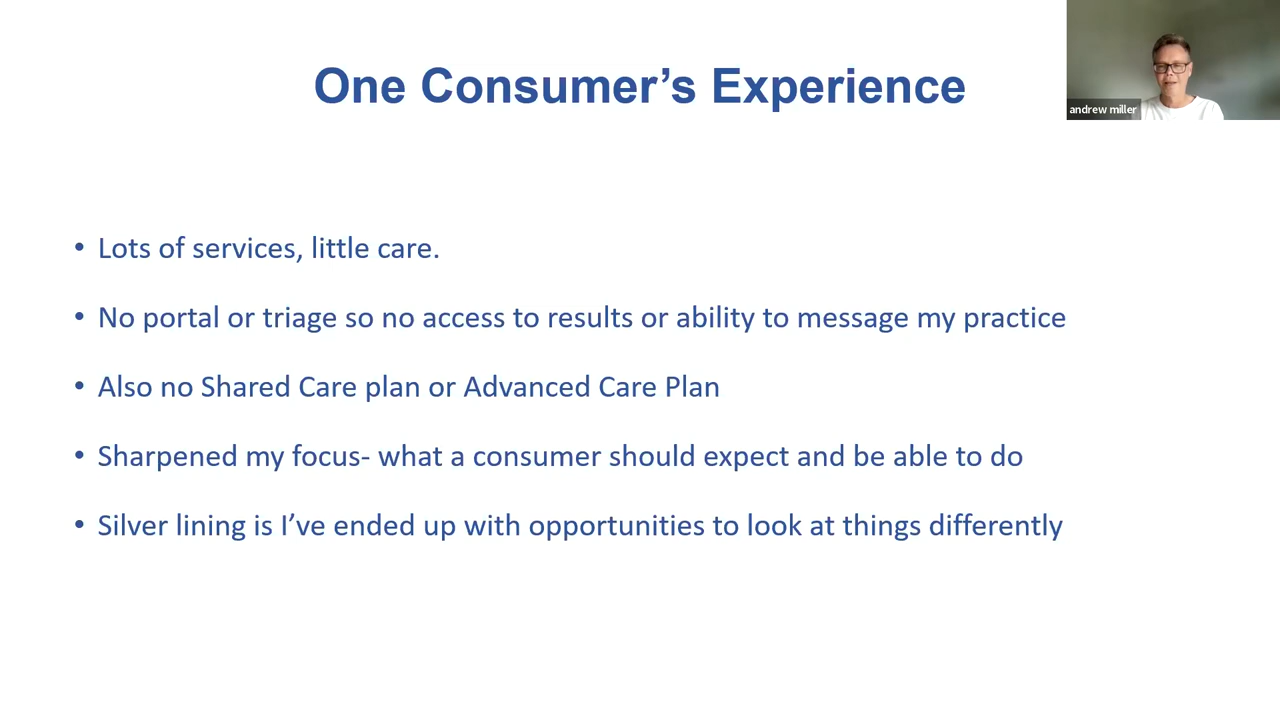 One Consumer’s Experience
andrew miller
• Lots of services, little care.
• No portal or triage so no access to results or ability to message my practice
• Also no Shared Care plan or Advanced Care Plan
• Sharpened my focus- what a consumer should expect and be able to do
• Silver lining is I’ve ended up with opportunities to look at things differently